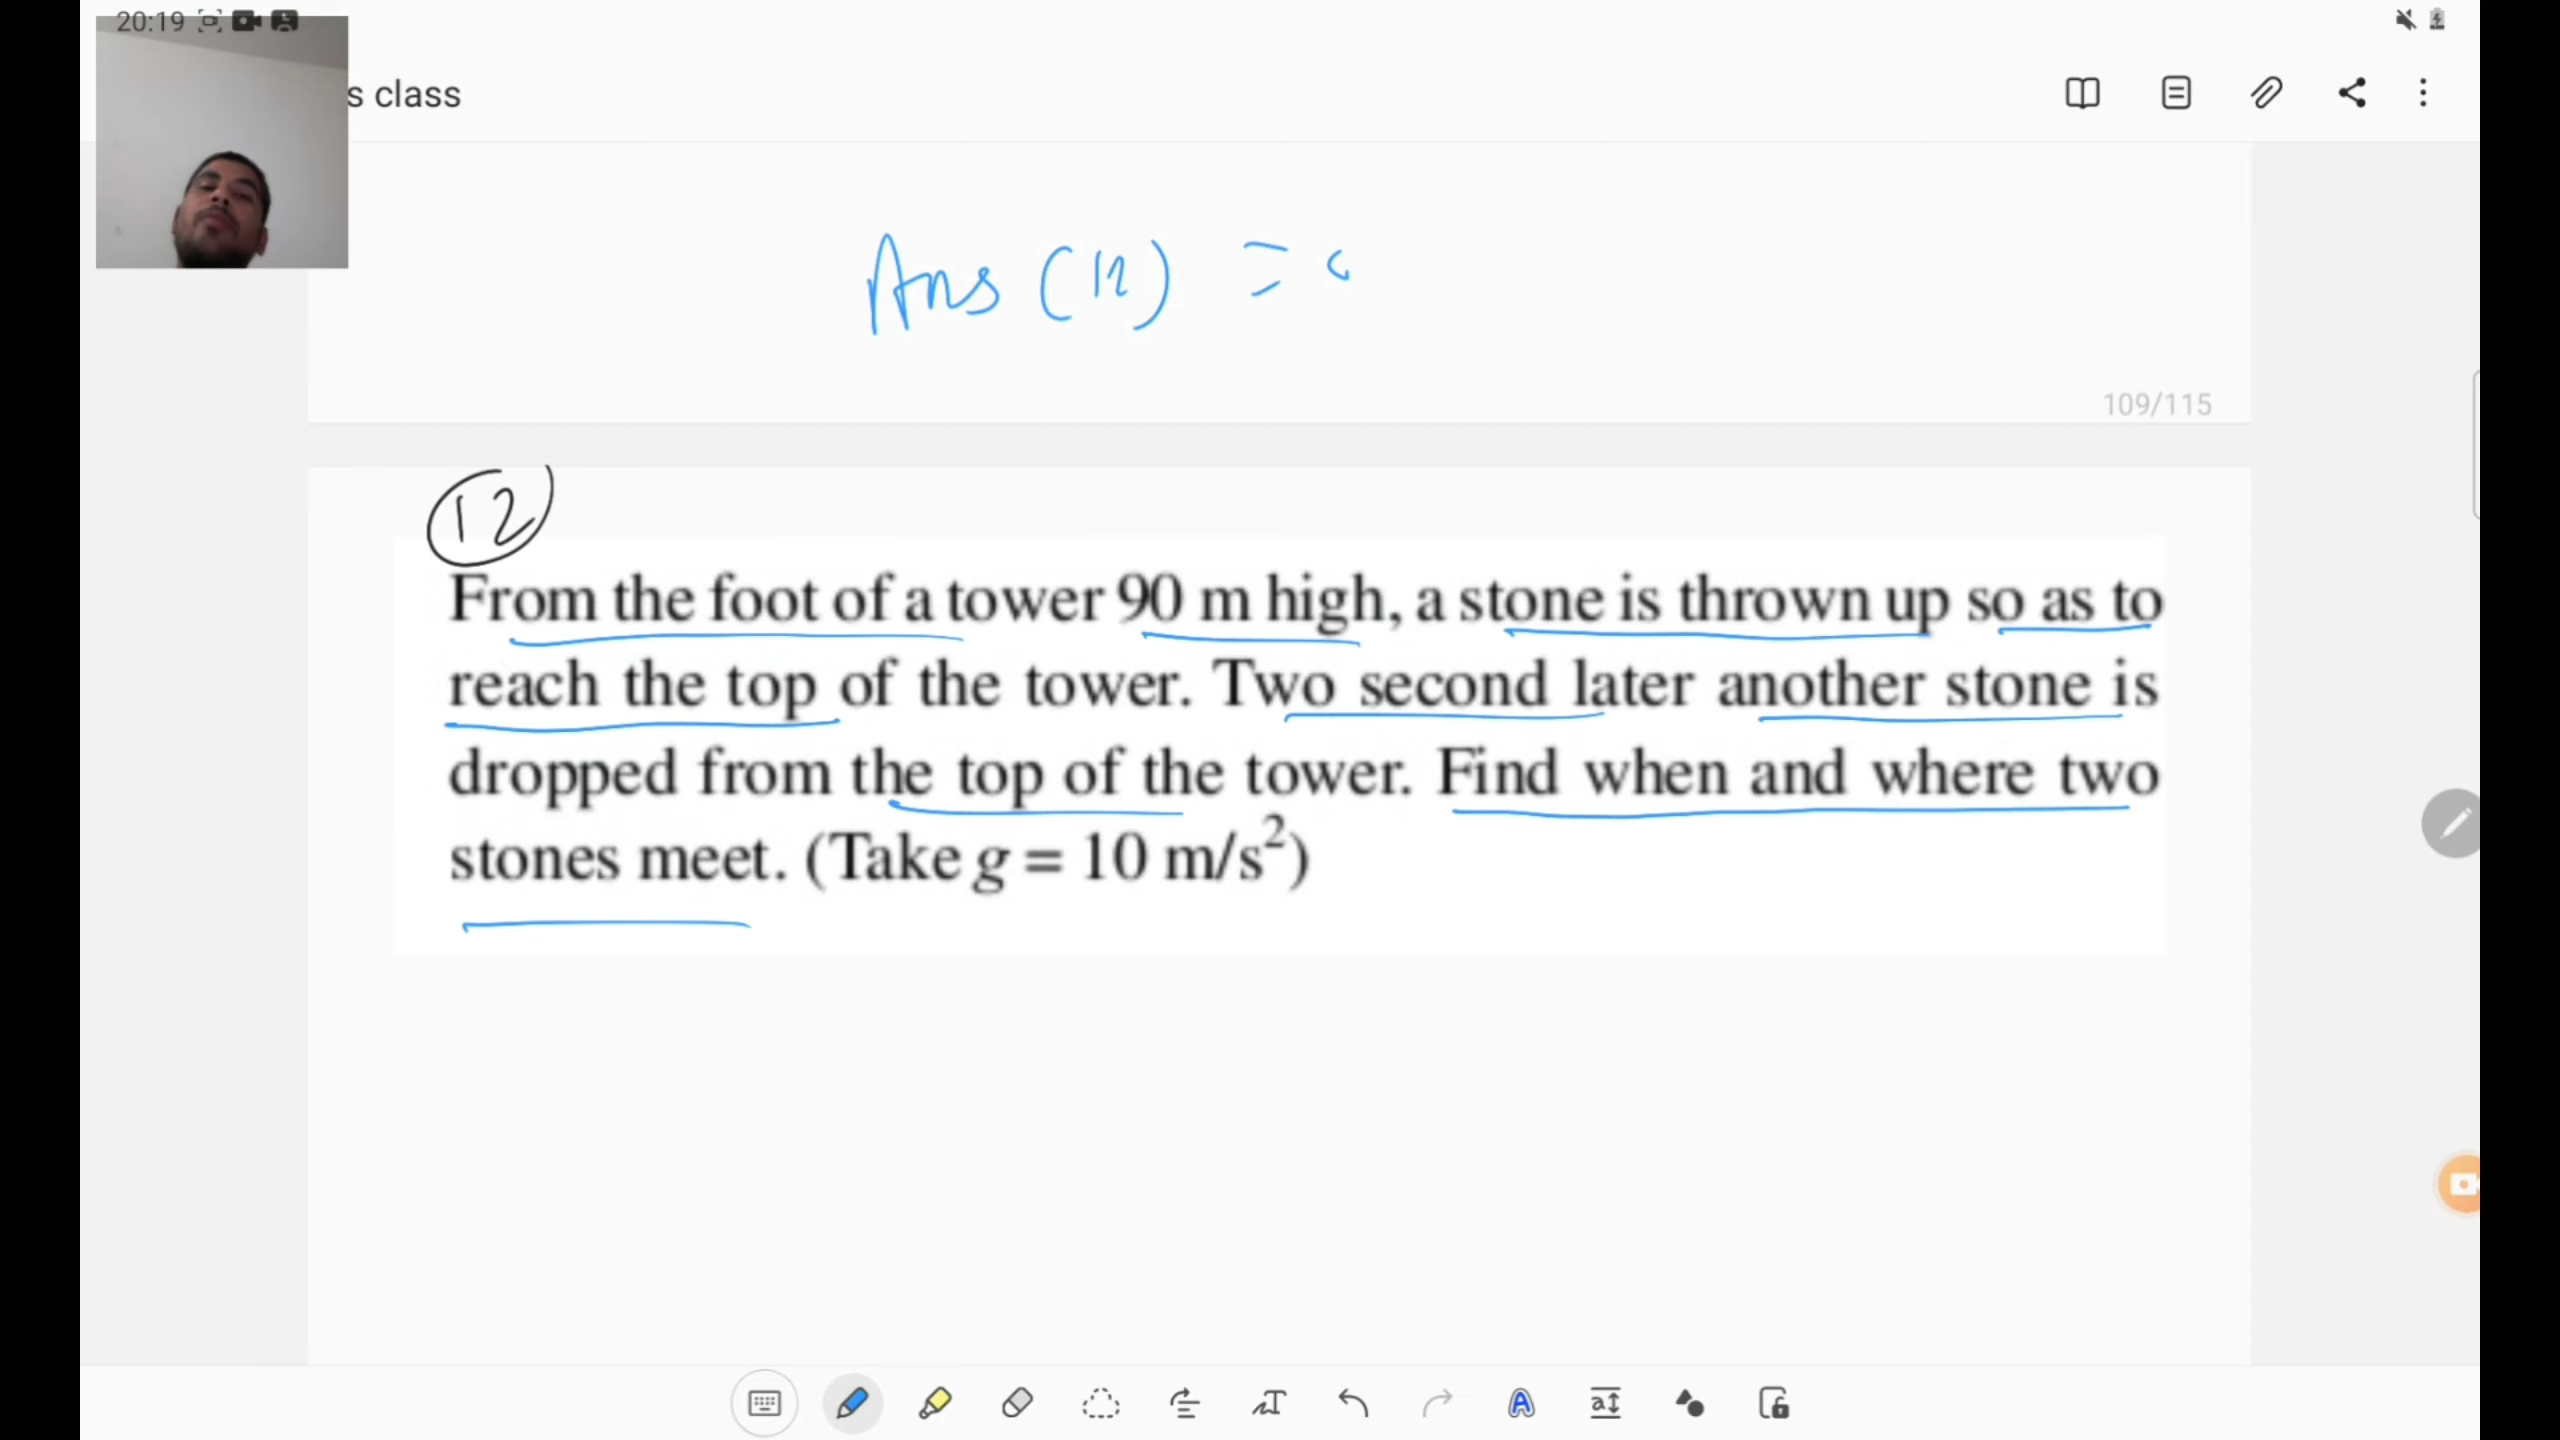 20:19
s class
Ans (12) =
109/115
12
From the foot of a tower 90 m high, a stone is thrown up so as to
reach the top of the tower. Two second later another stone is
dropped from the top of the tower. Find when and where two
stones meet. (Take g = 10 m/s²)